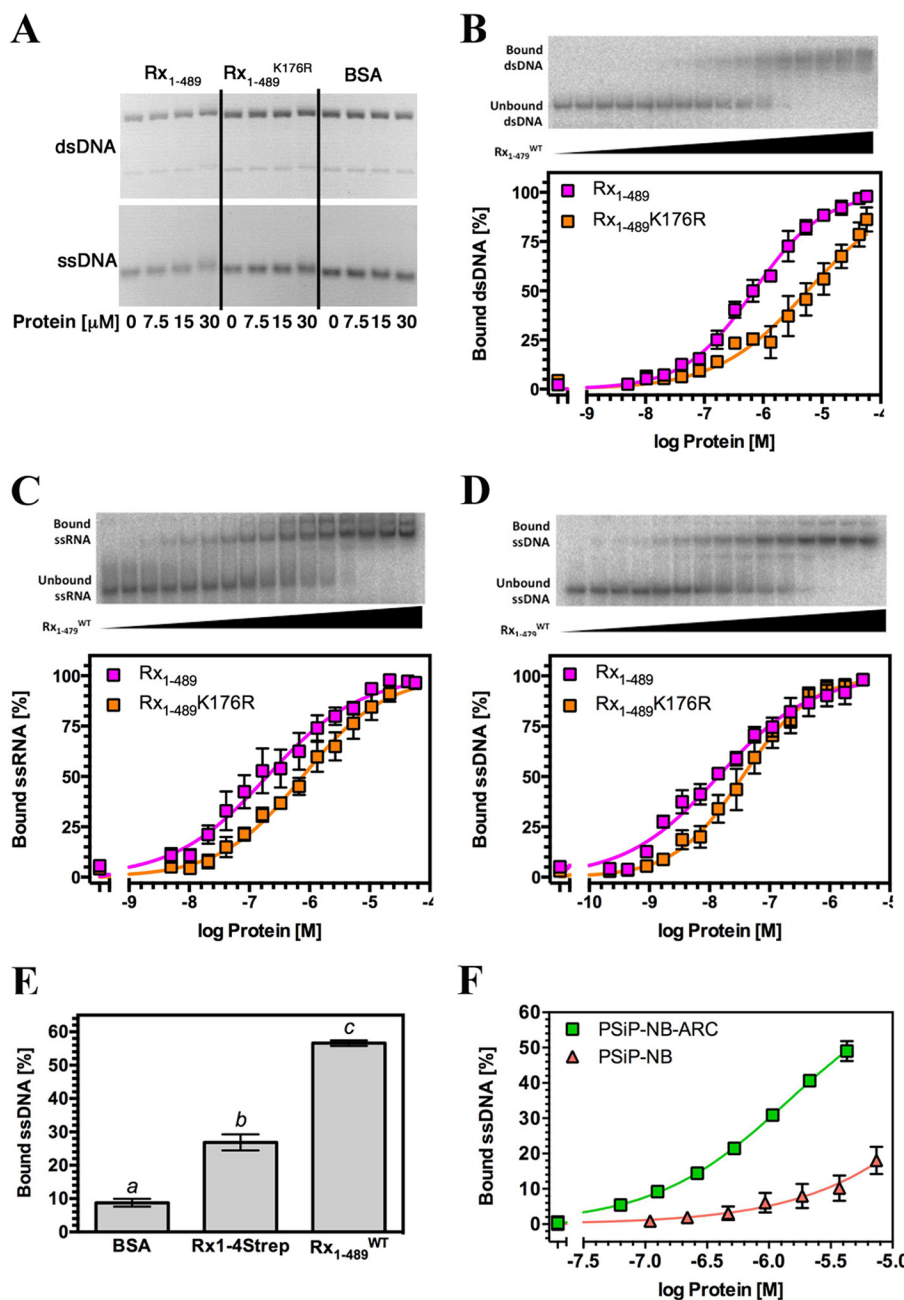 A
Rx1-489 Rx1-489K176R BSA
dsDNA
ssDNA
Protein [μM] 0 7.5 15 30 0 7.5 15 30 0 7.5 15 30
B
Bound dsDNA
Unbound dsDNA
Rx1-479WT
Rx1-489
Rx1-489K176R
Bound dsDNA [%]
100
75
50
25
0
-9 -8 -7 -6 -5 -4
log Protein [M]
C
Bound ssRNA
Unbound ssRNA
Rx1-479WT
Rx1-489
Rx1-489K176R
Bound ssRNA [%]
100
75
50
25
0
-9 -8 -7 -6 -5 -4
log Protein [M]
D
Bound ssDNA
Unbound ssDNA
Rx1-479WT
Rx1-489
Rx1-489K176R
Bound ssDNA [%]
100
75
50
25
0
-10 -9 -8 -7 -6 -5
log Protein [M]
E
Bound ssDNA [%]
60
50
40
30
20
10
0
a b c
BSA Rx1-4Strep Rx1-489WT
F
PSiP-NB-ARC
PSiP-NB
Bound ssDNA [%]
60
50
40
30
20
10
0
-7.5 -7.0 -6.5 -6.0 -5.5 -5.0
log Protein [M]